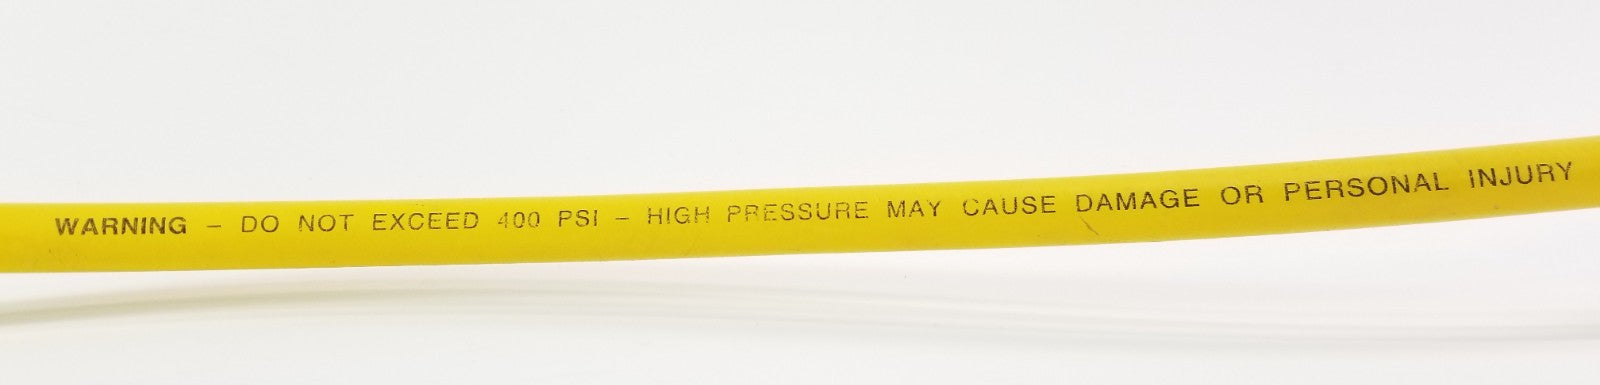 WARNING – DO NOT EXCEED 400 PSI – HIGH PRESSURE MAY CAUSE DAMAGE OR PERSONAL INJURY